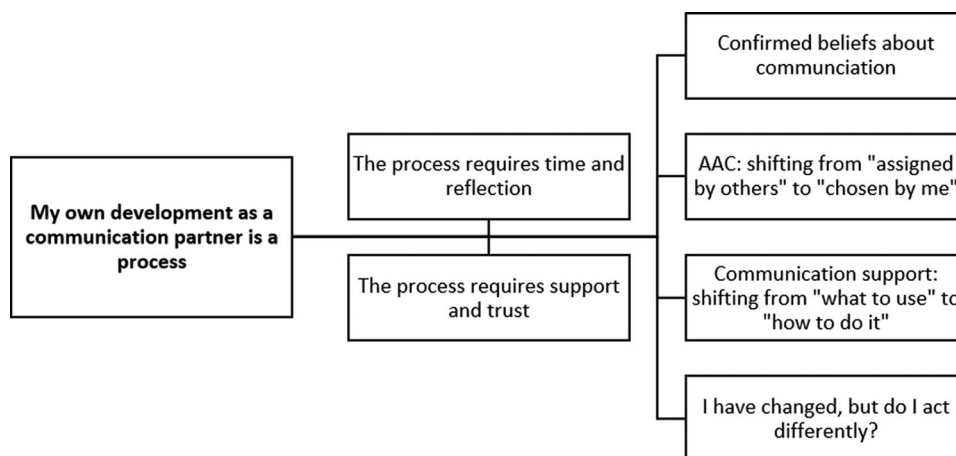 My own development as a
communication partner is a
process
The process requires time and
reflection
The process requires support
and trust
Confirmed beliefs about
communciation
AAC: shifting from "assigned
by others" to "chosen by me"
Communication support:
shifting from "what to use" to
"how to do it"
I have changed, but do I act
differently?